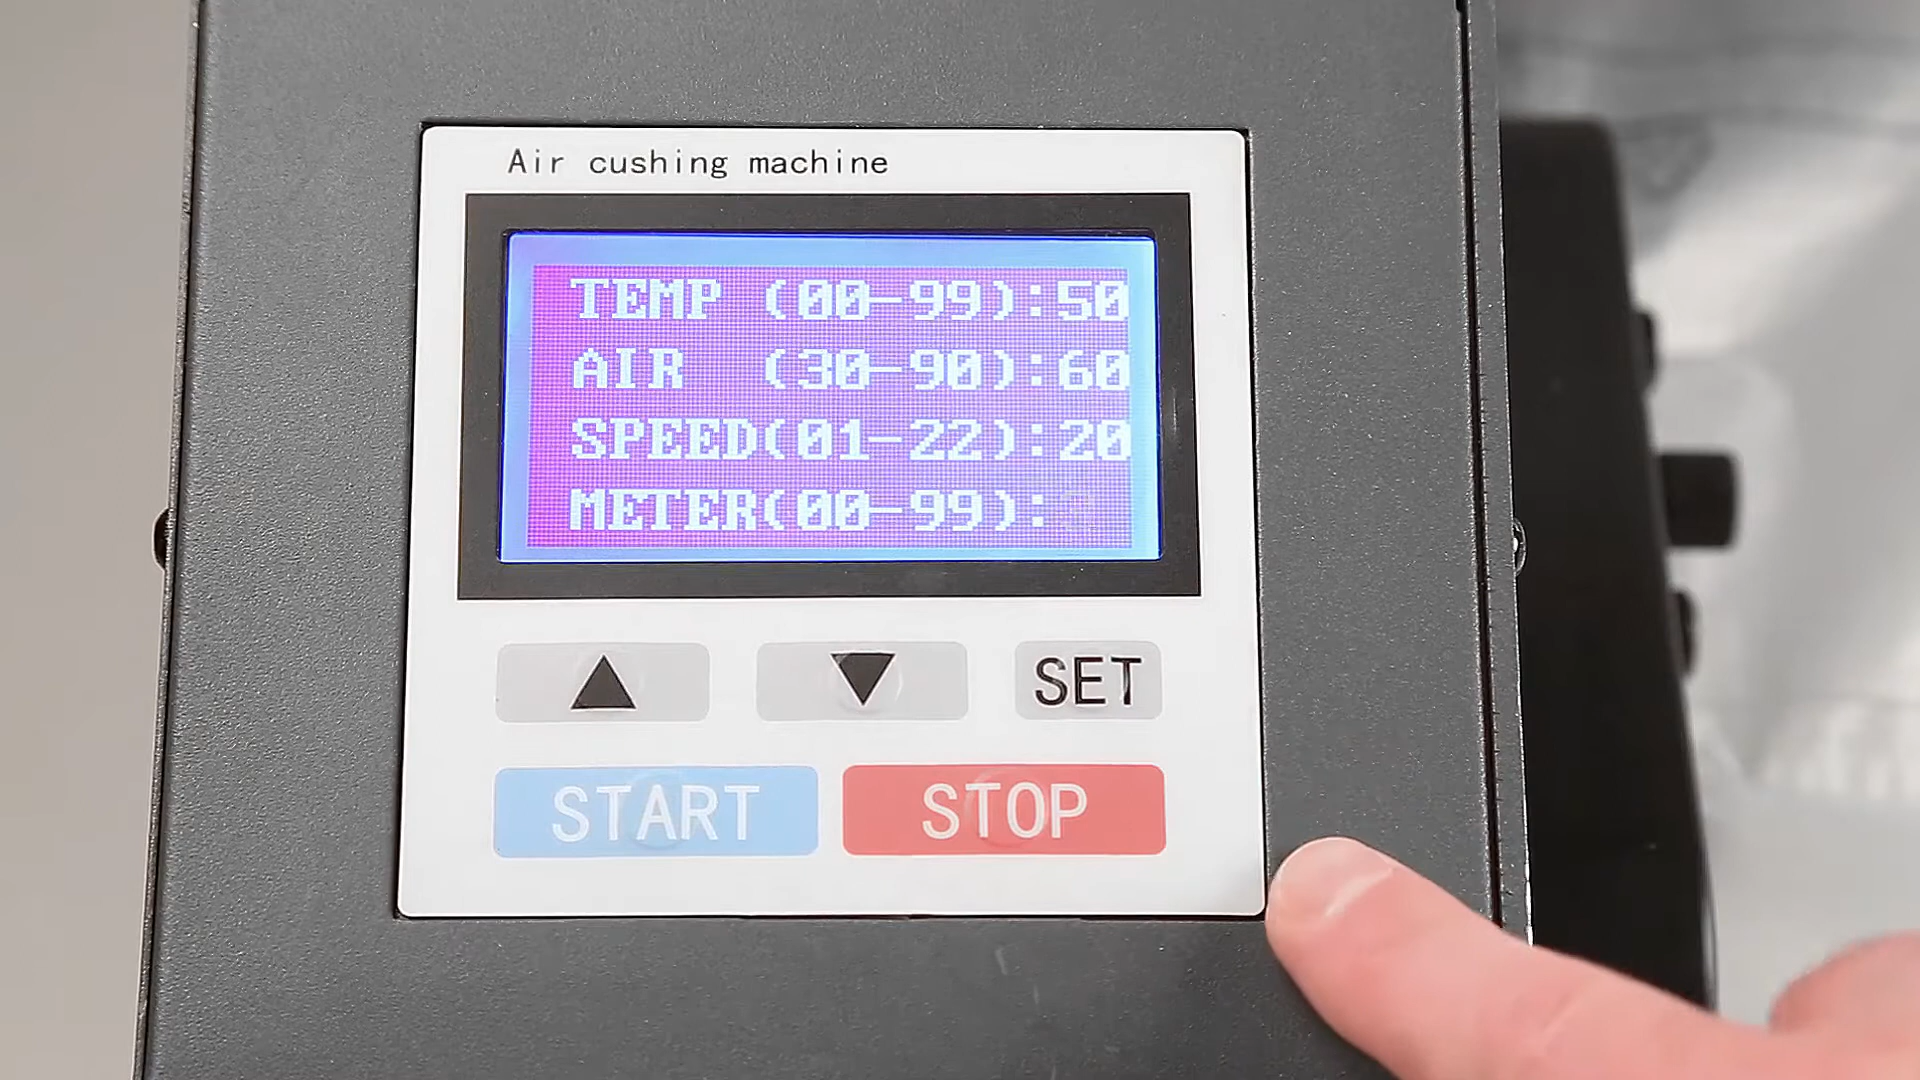 Air cushing machine
TEMP (00-99):50
AIR (30-90):60
SPEED(01-22):20
METER(00-99):
▲ ▼ SET
START STOP